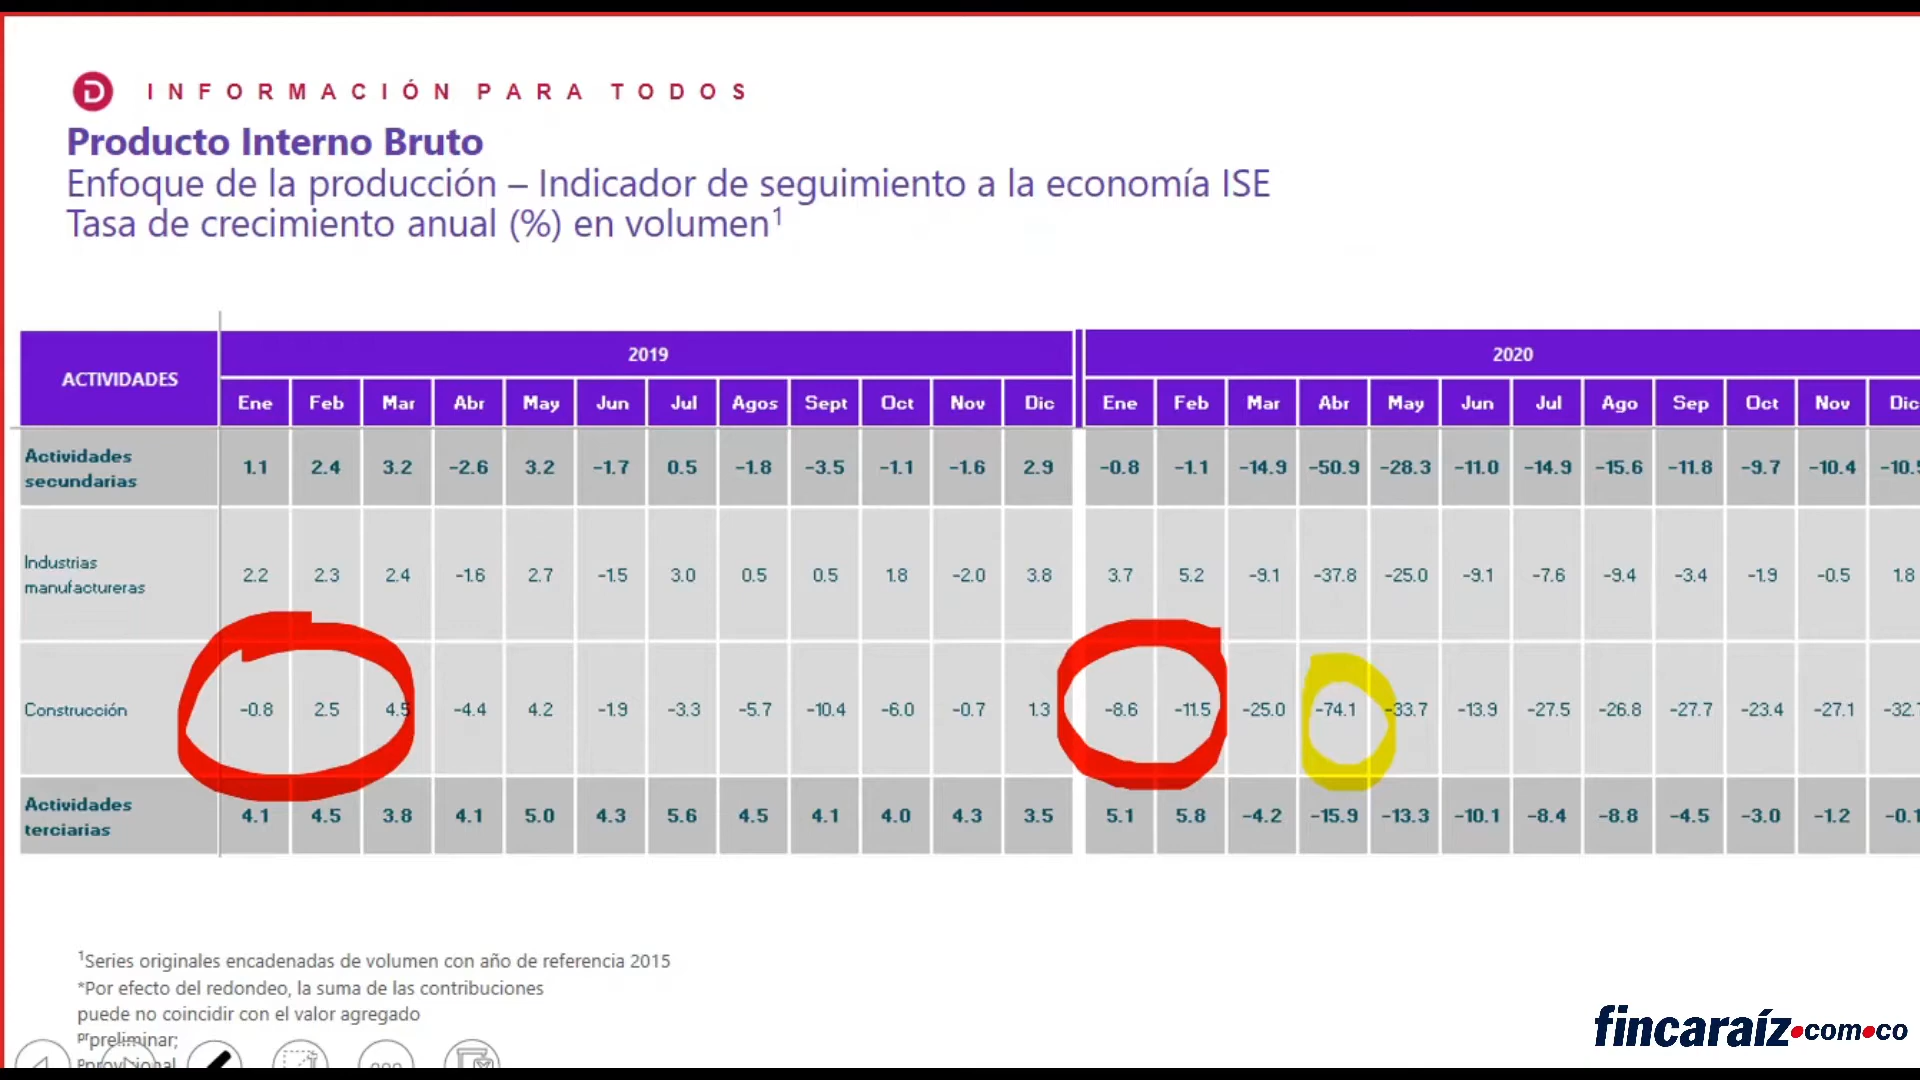 INFORMACIÓN PARA TODOS
Producto Interno Bruto
Enfoque de la producción – Indicador de seguimiento a la economía ISE
Tasa de crecimiento anual (%) en volumen¹
ACTIVIDADES 2019 2020
Ene Feb Mar Abr May Jun Jul Agos Sept Oct Nov Dic Ene Feb Mar Abr May Jun Jul Ago Sep Oct Nov Dic
Actividades secundarias 1.1 2.4 3.2 -2.6 3.2 -1.7 0.5 -1.8 -3.5 -1.1 -1.6 2.9 -0.8 -1.1 -14.9 -50.9 -28.3 -11.0 -14.9 -15.6 -11.8 -9.7 -10.4 -10.5
Industrias manufactureras 2.2 2.3 2.4 -1.6 2.7 -1.5 3.0 0.5 0.5 1.8 -2.0 3.8 3.7 5.2 -9.1 -37.8 -25.0 -9.1 -7.6 -9.4 -3.4 -1.9 -0.5 1.8
Construcción -0.8 2.5 4.5 -4.4 4.2 -1.9 -3.3 -5.7 -10.4 -6.0 -0.7 1.3 -8.6 -11.5 -25.0 -74.1 -33.7 -13.9 -27.5 -26.8 -27.7 -23.4 -27.1 -32.7
Actividades terciarias 4.1 4.5 3.8 4.1 5.0 4.3 5.6 4.5 4.1 4.0 4.3 3.5 5.1 5.8 -4.2 -15.9 -13.3 -10.1 -8.4 -8.8 -4.5 -3.0 -1.2 -0.1
¹Series originales encadenadas de volumen con año de referencia 2015
*Por efecto del redondeo, la suma de las contribuciones
puede no coincidir con el valor agregado
ᵖʳpreliminar;
ᵖprovisional
fincaraíz.com.co